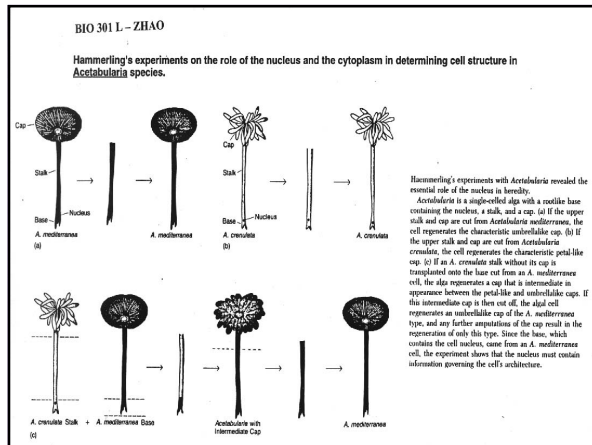 BIO 301 L – ZHAO
Hammerling's experiments on the role of the nucleus and the cytoplasm in determining cell structure in
Acetabularia species.
Cap
Stalk
Base
Nucleus
A. mediterranea
A. mediterranea
(a)
Cap
Stalk
Base
Nucleus
A. crenulata
A. crenulata
(b)
Haemmerling's experiments with Acetabularia revealed the
essential role of the nucleus in heredity.
Acetabularia is a single-celled alga with a rootlike base
containing the nucleus, a stalk, and a cap. (a) If the upper
stalk and cap are cut from Acetabularia mediterranea, the
cell regenerates the characteristic umbrellalike cap. (b) If
the upper stalk and cap are cut from Acetabularia
crenulata, the cell regenerates the characteristic petal-like
cap. (c) If an A. crenulata stalk without its cap is
transplanted onto the base cut from an A. mediterranea
cell, the alga regenerates a cap that is intermediate in
appearance between the petal-like and umbrellalike caps. If
this intermediate cap is then cut off, the algal cell
regenerates an umbrellalike cap of the A. mediterranea
type, and any further amputations of the cap result in the
regeneration of only this type. Since the base, which
contains the cell nucleus, came from an A. mediterranea
cell, the experiment shows that the nucleus must contain
information governing the cell's architecture.
A. crenulata Stalk + A. mediterranea Base
(c)
Acetabularia with
Intermediate Cap
A. mediterranea